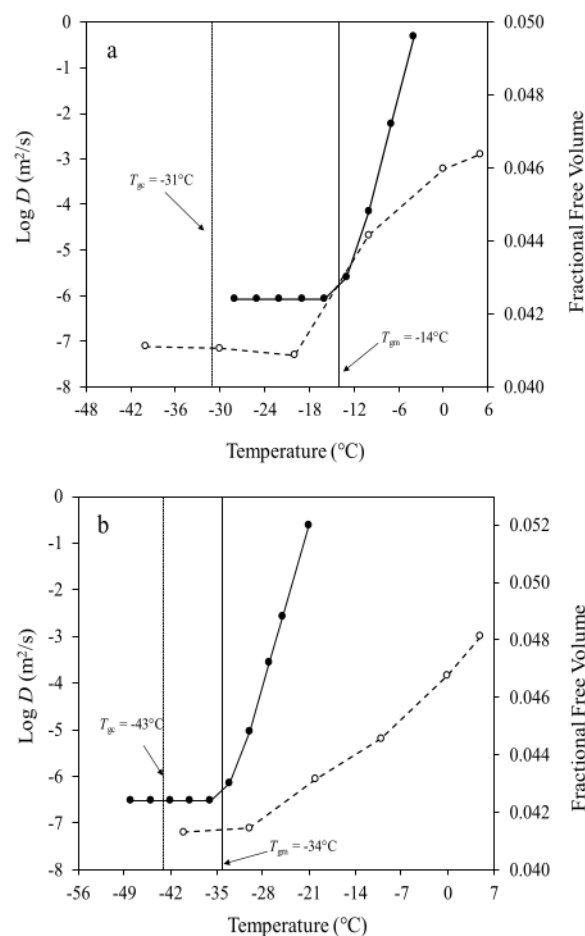 a
0
-1
-2
-3
-4
-5
-6
-7
-8
Log D (m²/s)
0.050
0.048
0.046
0.044
0.042
0.040
Fractional Free Volume
Tgc = -31°C
Tgm = -14°C
-48 -42 -36 -30 -24 -18 -12 -6 0 6
Temperature (°C)
b
0
-1
-2
-3
-4
-5
-6
-7
-8
Log D (m²/s)
0.052
0.050
0.048
0.046
0.044
0.042
0.040
Fractional Free Volume
Tgc = -43°C
Tgm = -34°C
-56 -49 -42 -35 -28 -21 -14 -7 0 7
Temperature (°C)